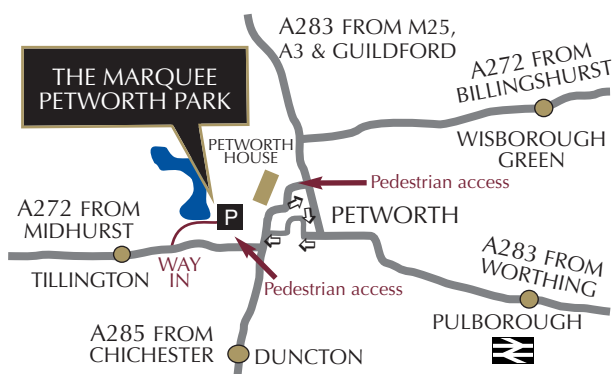 A283 FROM M25,
A3 & GUILDFORD
THE MARQUEE
PETWORTH PARK
A272 FROM
BILLINGSHURST
WISBOROUGH
GREEN
PETWORTH
HOUSE
Pedestrian access
P
PETWORTH
A272 FROM
MIDHURST
TILLINGTON
WAY
IN
Pedestrian access
A283 FROM
WORTHING
PULBOROUGH
A285 FROM
CHICHESTER
DUNCTON